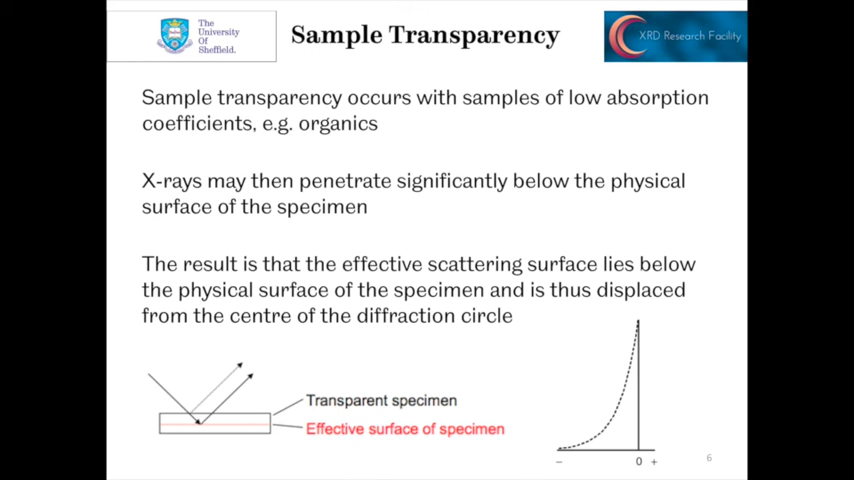 The
University
Of
Sheffield.
Sample Transparency
XRD Research Facility
Sample transparency occurs with samples of low absorption
coefficients, e.g. organics
X-rays may then penetrate significantly below the physical
surface of the specimen
The result is that the effective scattering surface lies below
the physical surface of the specimen and is thus displaced
from the centre of the diffraction circle
Transparent specimen
Effective surface of specimen
– 0 +
6